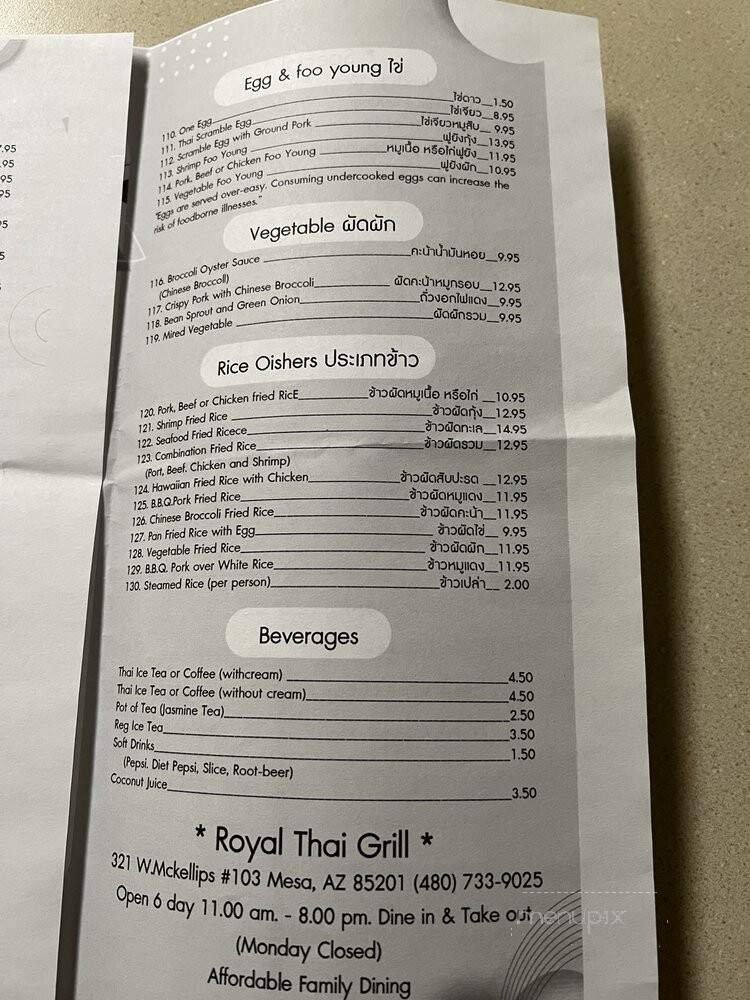 .95
.95
95
95
5
5
Egg & foo young ไข่
110. One Egg ไข่ดาว 1.50
111. Thai Scramble Egg ไข่เจียว 8.95
112. Scramble Egg with Ground Pork ไข่เจียวหมูสับ 9.95
113. Shrimp Foo Young ฟูยิงกุ้ง 13.95
114. Pork, Beef or Chicken Foo Young หมูเนื้อ หรือไก่ฟูยิง 11.95
115. Vegetable Foo Young ฟูยิงผัก 10.95
"Eggs are served over-easy. Consuming undercooked eggs can increase the
risk of foodborne illnesses."
Vegetable ผัดผัก
116. Broccoli Oyster Sauce คะน้าน้ำมันหอย 9.95
(Chinese Broccoll)
117. Crispy Pork with Chinese Broccoli ผัดคะน้าหมูกรอบ 12.95
118. Bean Sprout and Green Onion ถั่วงอกไฟแดง 9.95
119. Mired Vegetable ผัดผักรวม 9.95
Rice Oishers ประเภทข้าว
120. Pork, Beef or Chicken fried RicE ข้าวผัดหมูเนื้อ หรือไก่ 10.95
121. Shrimp Fried Rice ข้าวผัดกุ้ง 12.95
122. Seafood Fried Ricece ข้าวผัดทะเล 14.95
123. Combination Fried Rice ข้าวผัดรวม 12.95
(Port, Beef. Chicken and Shrimp)
124. Hawaiian Fried Rice with Chicken ข้าวผัดสับปะรด 12.95
125. B.B.Q.Pork Fried Rice ข้าวผัดหมูแดง 11.95
126. Chinese Broccoli Fried Rice ข้าวผัดคะน้า 11.95
127. Pan Fried Rice with Egg ข้าวผัดไข่ 9.95
128. Vegetable Fried Rice ข้าวผัดผัก 11.95
129. B.B.Q. Pork over White Rice ข้าวหมูแดง 11.95
130. Steamed Rice (per person) ข้าวเปล่า 2.00
Beverages
Thai Ice Tea or Coffee (withcream) 4.50
Thai Ice Tea or Coffee (without cream) 4.50
Pot of Tea (Jasmine Tea) 2.50
Reg Ice Tea 3.50
Soft Drinks 1.50
(Pepsi. Diet Pepsi, Slice, Root-beer)
Coconut Juice 3.50
* Royal Thai Grill *
321 W.Mckellips #103 Mesa, AZ 85201 (480) 733-9025
Open 6 day 11.00 am. - 8.00 pm. Dine in & Take out
(Monday Closed)
Affordable Family Dining
menupix